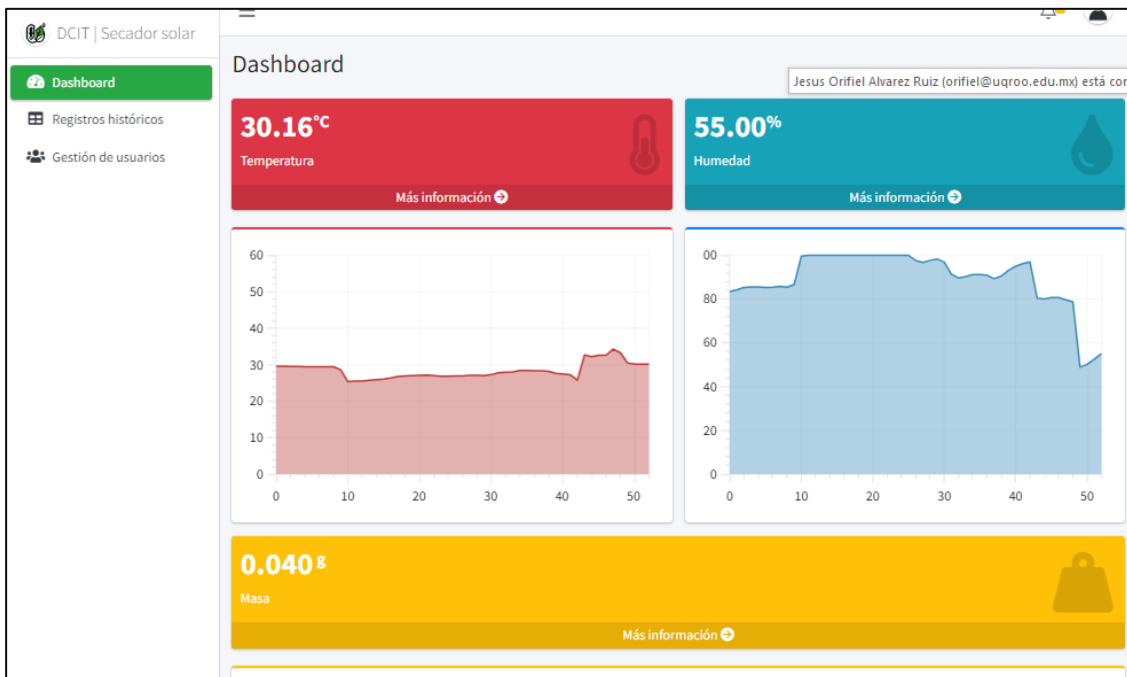 DCIT | Secador solar
Dashboard
Registros históricos
Gestión de usuarios
Dashboard
Jesus Orifiel Alvarez Ruiz (orifiel@uqroo.edu.mx) está con
30.16°C
Temperatura
Más información
55.00%
Humedad
Más información
60
50
40
30
20
10
0
0 10 20 30 40 50
00
80
60
40
20
0
0 10 20 30 40 50
0.040 g
Masa
Más información